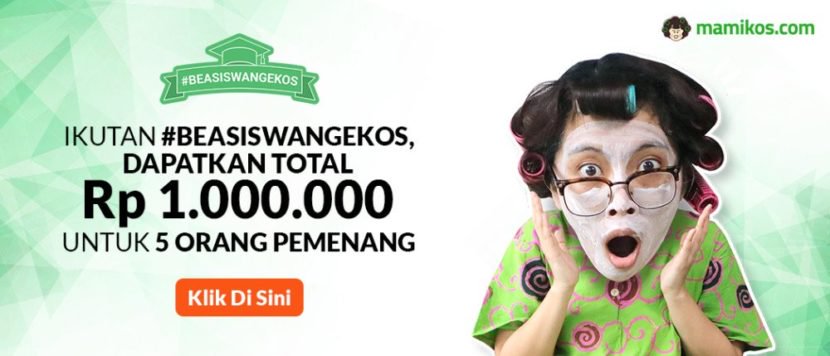 mamikos.com
#BEASISWANGEKOS
IKUTAN #BEASISWANGEKOS,
DAPATKAN TOTAL
Rp 1.000.000
UNTUK 5 ORANG PEMENANG
Klik Di Sini